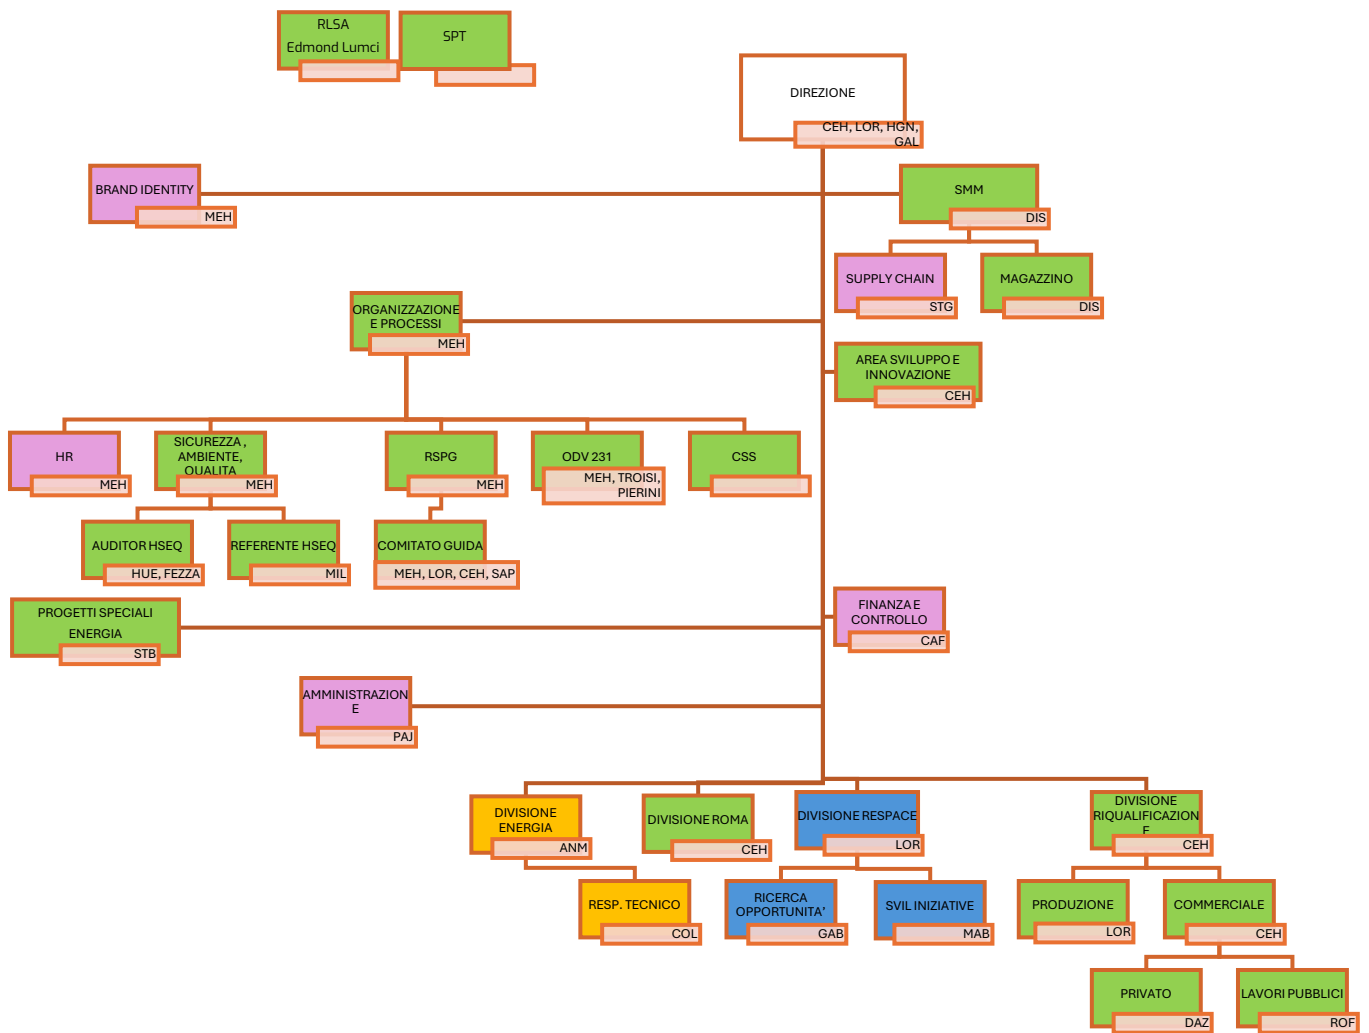 RLSA
Edmond Lumci
SPT
DIREZIONE
CEH, LOR, HGN,
GAL
BRAND IDENTITY
MEH
SMM
DIS
SUPPLY CHAIN
STG
MAGAZZINO
DIS
ORGANIZZAZIONE
E PROCESSI
MEH
AREA SVILUPPO E
INNOVAZIONE
CEH
HR
MEH
SICUREZZA ,
AMBIENTE,
QUALITA
MEH
RSPG
MEH
ODV 231
MEH, TROISI,
PIERINI
CSS
AUDITOR HSEQ
HUE, FEZZA
REFERENTE HSEQ
MIL
COMITATO GUIDA
MEH, LOR, CEH, SAP
PROGETTI SPECIALI
ENERGIA
STB
FINANZA E
CONTROLLO
CAF
AMMINISTRAZION
E
PAJ
DIVISIONE
ENERGIA
ANM
DIVISIONE ROMA
CEH
DIVISIONE RESPACE
LOR
DIVISIONE
RIQUALIFICAZION
E
CEH
RESP. TECNICO
COL
RICERCA
OPPORTUNITA’
GAB
SVIL INIZIATIVE
MAB
PRODUZIONE
LOR
COMMERCIALE
CEH
PRIVATO
DAZ
LAVORI PUBBLICI
ROF